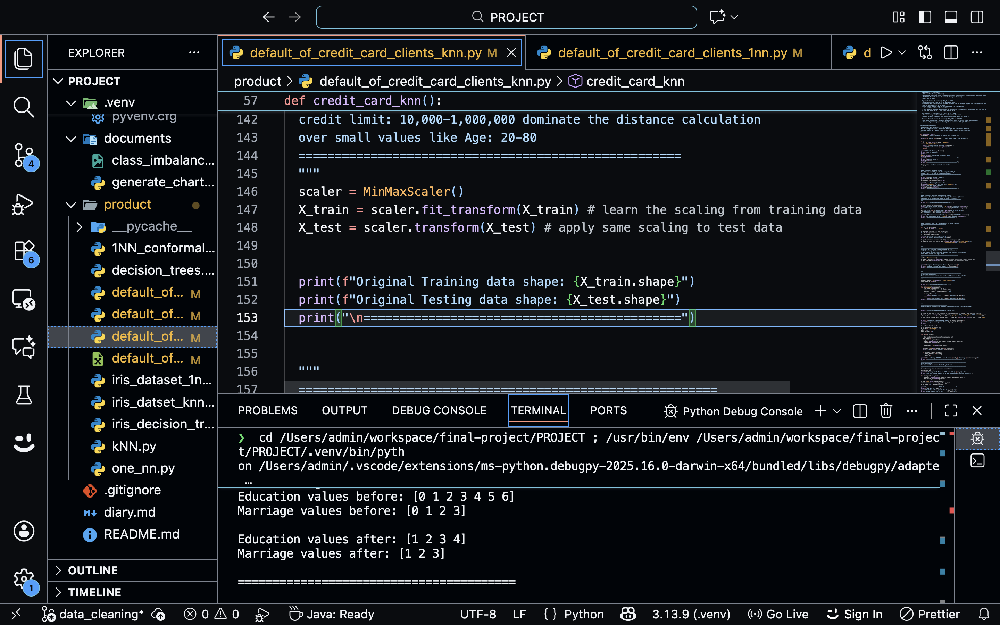 PROJECT
EXPLORER
default_of_credit_card_clients_knn.py M
default_of_credit_card_clients_1nn.py M
d
PROJECT
product > default_of_credit_card_clients_knn.py > credit_card_knn
.venv
pyvenv.cfg
documents
class_imbalanc...
generate_chart...
product
__pycache__
1NN_conformal...
decision_trees....
default_of... M
default_of... M
default_of... M
default_of... M
iris_dataset_1n...
iris_datset_knn...
iris_decision_tr...
kNN.py
one_nn.py
.gitignore
diary.md
README.md
OUTLINE
TIMELINE
4
6
1
57 def credit_card_knn():
142 credit limit: 10,000-1,000,000 dominate the distance calculation
143 over small values like Age: 20-80
144 =====================================================
145 """
146 scaler = MinMaxScaler()
147 X_train = scaler.fit_transform(X_train) # learn the scaling from training data
148 X_test = scaler.transform(X_test) # apply same scaling to test data
149
150
151 print(f"Original Training data shape: {X_train.shape}")
152 print(f"Original Testing data shape: {X_test.shape}")
153 print("\n============================================")
154
155
156 """
157 ==========================================================
PROBLEMS OUTPUT DEBUG CONSOLE TERMINAL PORTS Python Debug Console
❯ cd /Users/admin/workspace/final-project/PROJECT ; /usr/bin/env /Users/admin/workspace/final-projec
t/PROJECT/.venv/bin/pyth
on /Users/admin/.vscode/extensions/ms-python.debugpy-2025.16.0-darwin-x64/bundled/libs/debugpy/adapte
…
Education values before: [0 1 2 3 4 5 6]
Marriage values before: [0 1 2 3]
Education values after: [1 2 3 4]
Marriage values after: [1 2 3]
========================================
data_cleaning* 0 0 Java: Ready UTF-8 LF {} Python 3.13.9 (.venv) Go Live Sign In Prettier